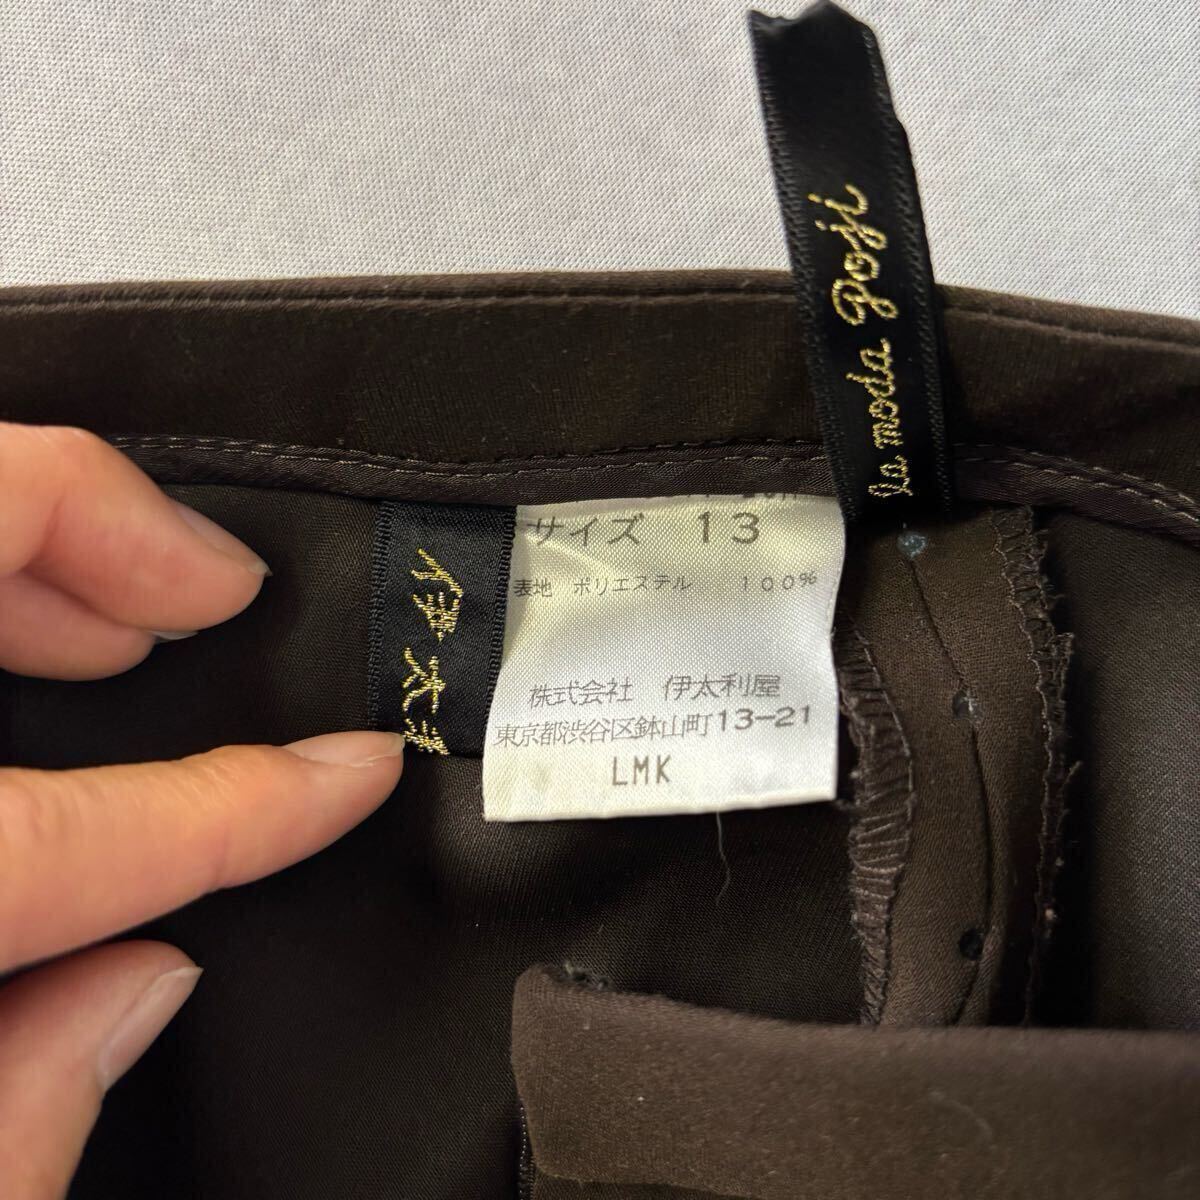 la moda goji
サイズ 13
表地 ポリエステル 100%
株式会社 伊太利屋
東京都渋谷区鉢山町13-21
LMK
伊太利